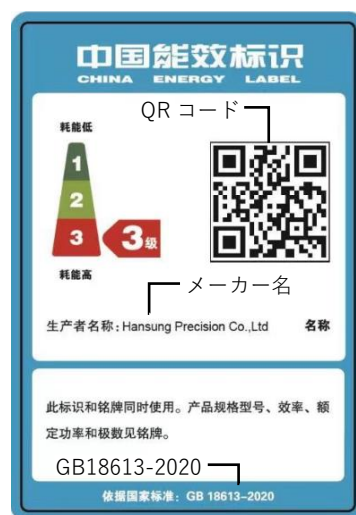 中国能效标识
CHINA ENERGY LABEL
QR コード
耗能低
1
2
3
3级
耗能高
メーカー名
生产者名称：Hansung Precision Co.,Ltd 名称
此标识和铭牌同时使用。产品规格型号、效率、额
定功率和极数见铭牌。
GB18613-2020
依据国家标准：GB 18613-2020